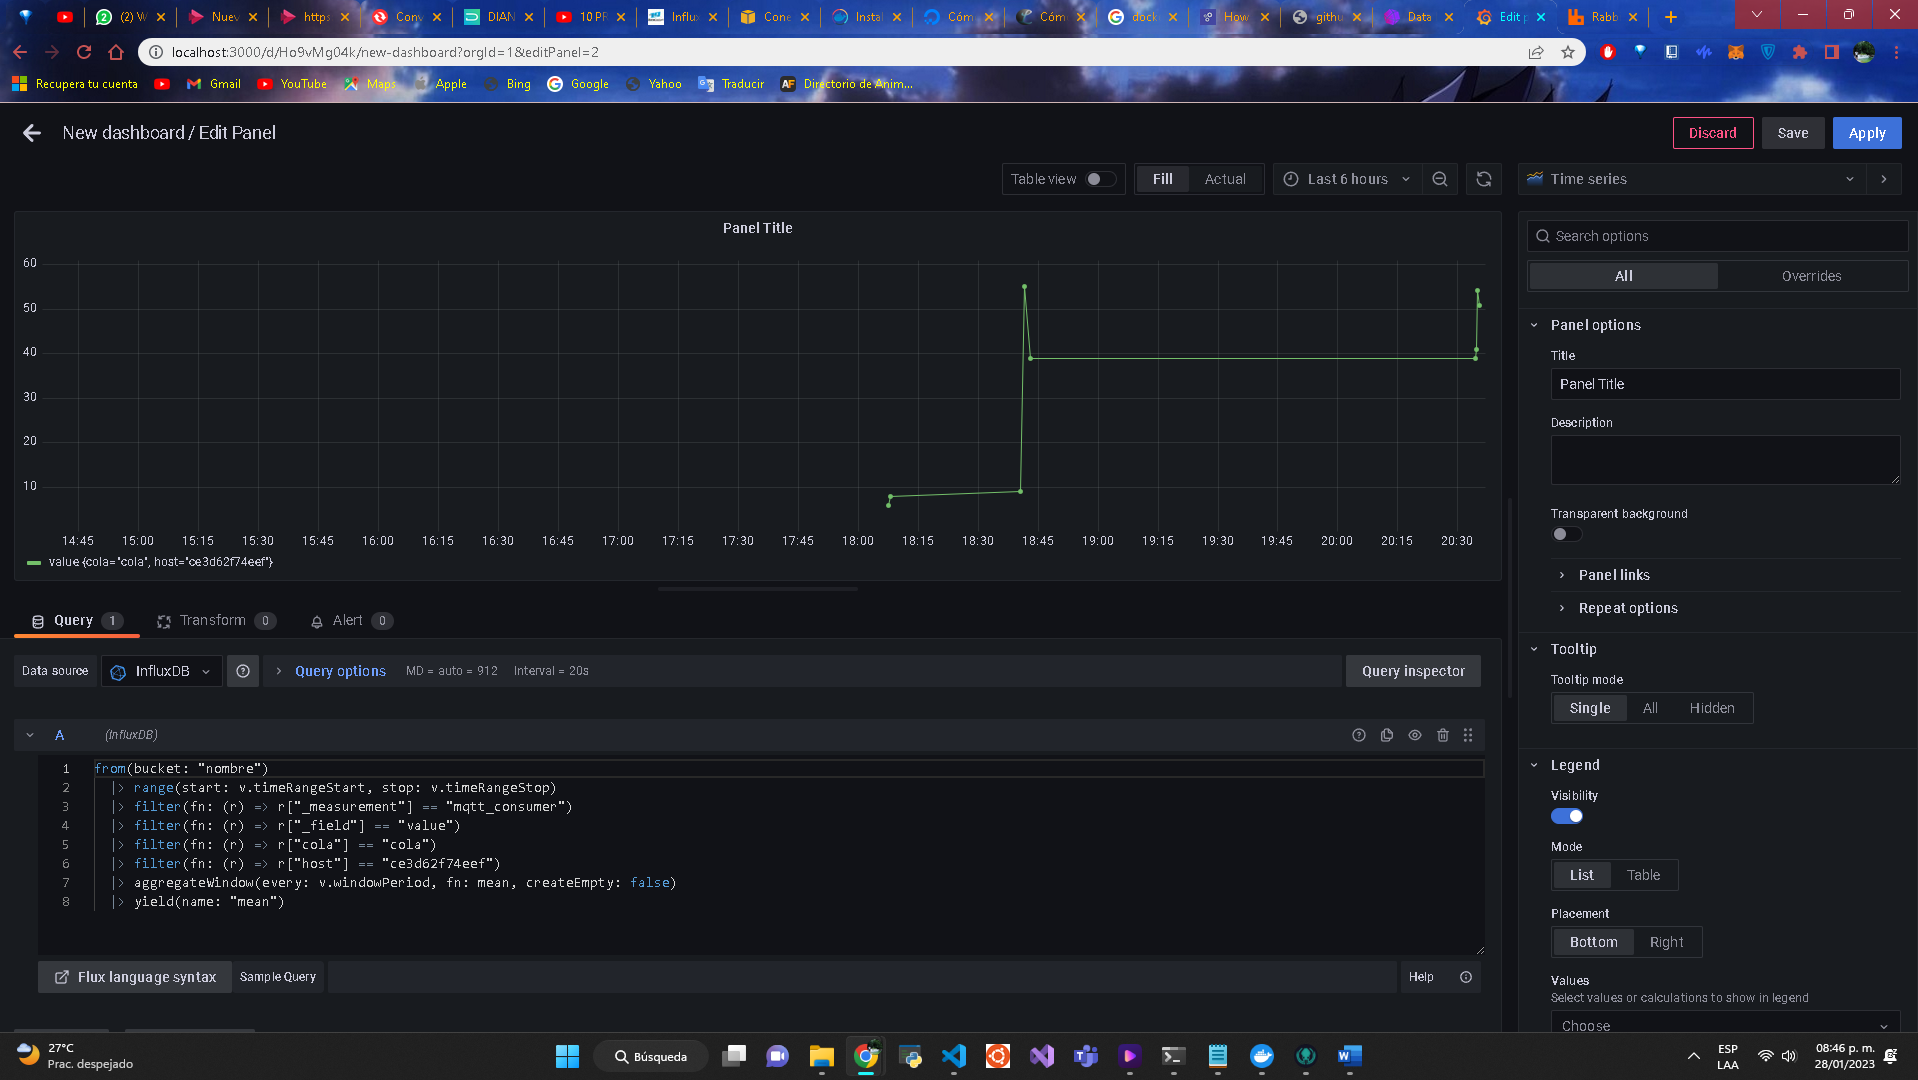 (2) W
Nuev
https
Conv
DIAN
10 PR
Influx
Cone
Instal
Cóm
Cóm
dock
How
githu
Data
Edit p
Rabb
localhost:3000/d/Ho9vMg04k/new-dashboard?orgId=1&editPanel=2
Recupera tu cuenta
Gmail
YouTube
Maps
Apple
Bing
Google
Yahoo
Traducir
AF Directorio de Anim...
New dashboard / Edit Panel
Discard
Save
Apply
Table view
Fill
Actual
Last 6 hours
Time series
Panel Title
60
50
40
30
20
10
14:45 15:00 15:15 15:30 15:45 16:00 16:15 16:30 16:45 17:00 17:15 17:30 17:45 18:00 18:15 18:30 18:45 19:00 19:15 19:30 19:45 20:00 20:15 20:30
value {cola="cola", host="ce3d62f74eef"}
Search options
All
Overrides
Panel options
Title
Panel Title
Description
Transparent background
Panel links
Repeat options
Tooltip
Tooltip mode
Single All Hidden
Legend
Visibility
Mode
List Table
Placement
Bottom Right
Values
Select values or calculations to show in legend
Choose
Query 1
Transform 0
Alert 0
Data source
InfluxDB
Query options
MD = auto = 912
Interval = 20s
Query inspector
A
(InfluxDB)
1 from(bucket: "nombre")
2 |> range(start: v.timeRangeStart, stop: v.timeRangeStop)
3 |> filter(fn: (r) => r["_measurement"] == "mqtt_consumer")
4 |> filter(fn: (r) => r["_field"] == "value")
5 |> filter(fn: (r) => r["cola"] == "cola")
6 |> filter(fn: (r) => r["host"] == "ce3d62f74eef")
7 |> aggregateWindow(every: v.windowPeriod, fn: mean, createEmpty: false)
8 |> yield(name: "mean")
Flux language syntax
Sample Query
Help
27°C
Prac. despejado
Búsqueda
ESP
LAA
08:46 p. m.
28/01/2023